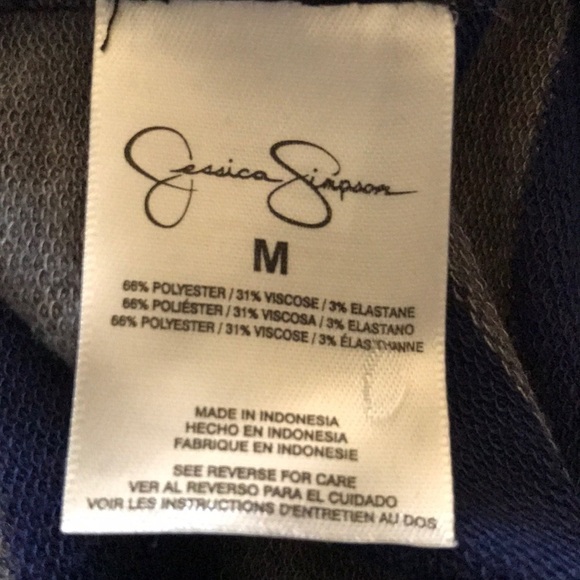 Jessica Simpson
M
66% POLYESTER / 31% VISCOSE / 3% ELASTANE
66% POLIÉSTER / 31% VISCOSA / 3% ELASTANO
66% POLYESTER / 31% VISCOSE / 3% ÉLASTHANNE
MADE IN INDONESIA
HECHO EN INDONESIA
FABRIQUE EN INDONESIE
SEE REVERSE FOR CARE
VER AL REVERSO PARA EL CUIDADO
VOIR LES INSTRUCTIONS D'ENTRETIEN AU DOS